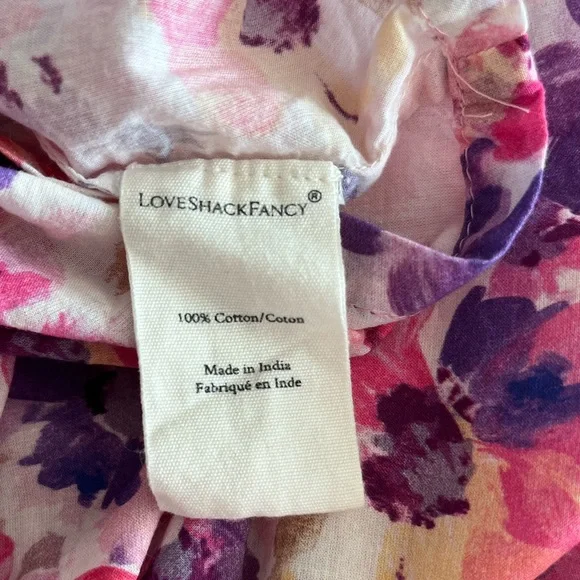 LOVESHACKFANCY®
100% Cotton/Coton
Made in India
Fabriqué en Inde